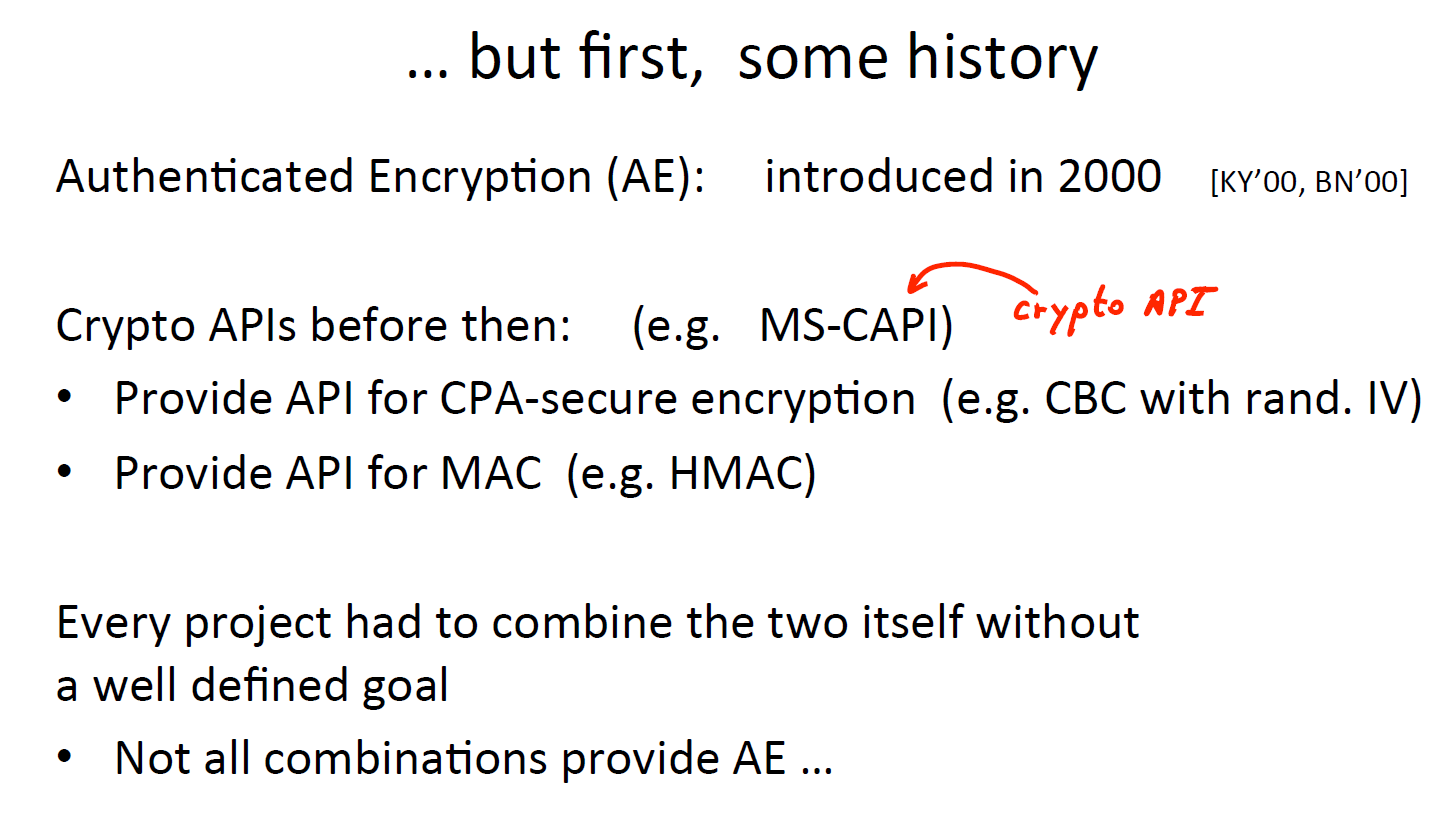 ... but first, some history
Authenticated Encryption (AE): introduced in 2000 [KY’00, BN’00]
Crypto APIs before then: (e.g. MS-CAPI) crypto API
• Provide API for CPA-secure encryption (e.g. CBC with rand. IV)
• Provide API for MAC (e.g. HMAC)
Every project had to combine the two itself without
a well defined goal
• Not all combinations provide AE ...